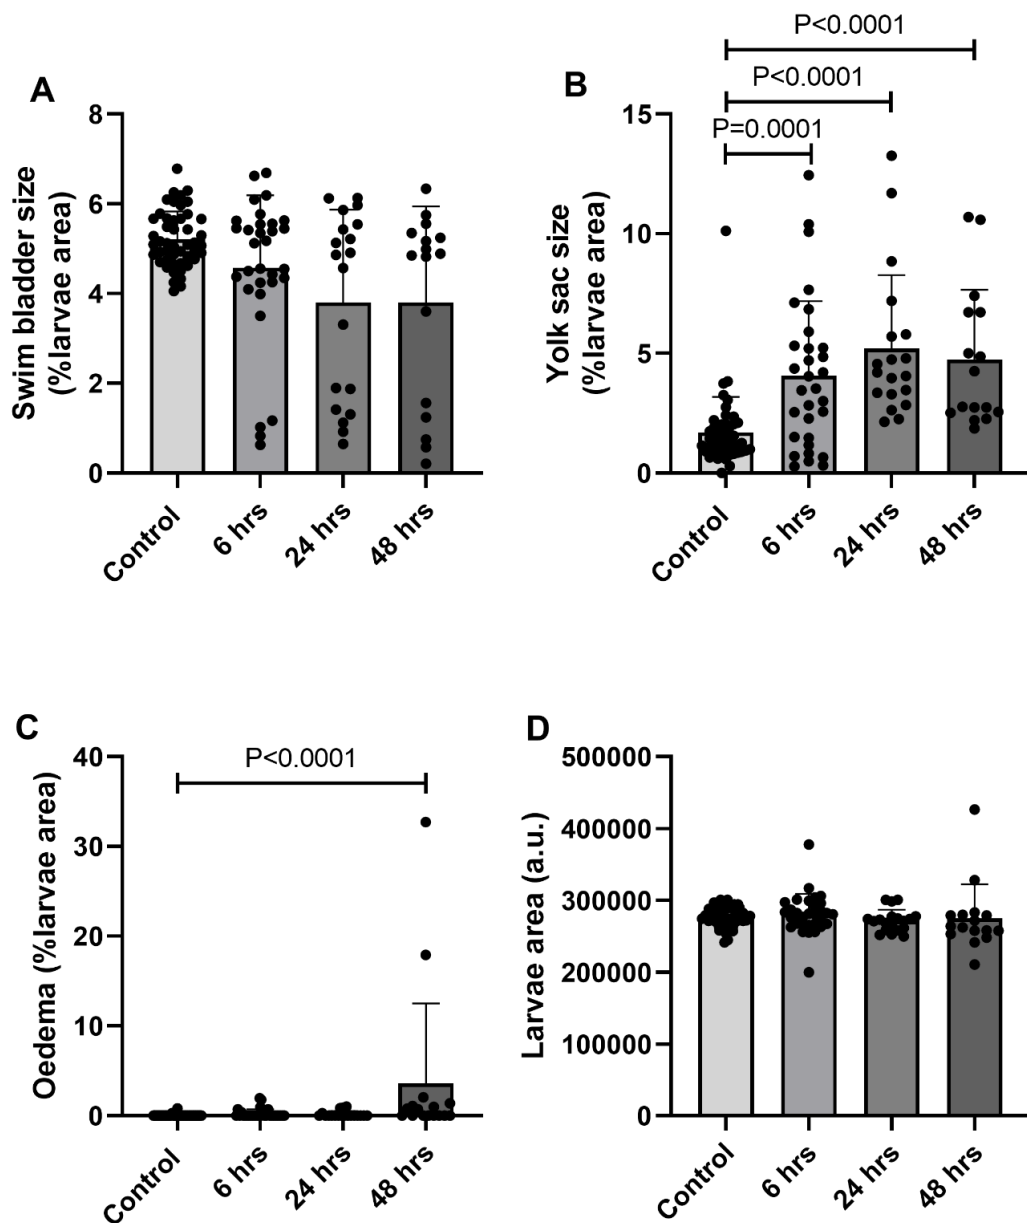 A
Swim bladder size
(%larvae area)
8
6
4
2
0
Control
6 hrs
24 hrs
48 hrs
B
P<0.0001
P<0.0001
P=0.0001
Yolk sac size
(%larvae area)
15
10
5
0
Control
6 hrs
24 hrs
48 hrs
C
P<0.0001
Oedema (%larvae area)
40
30
20
10
0
Control
6 hrs
24 hrs
48 hrs
D
Larvae area (a.u.)
500000
400000
300000
200000
100000
0
Control
6 hrs
24 hrs
48 hrs